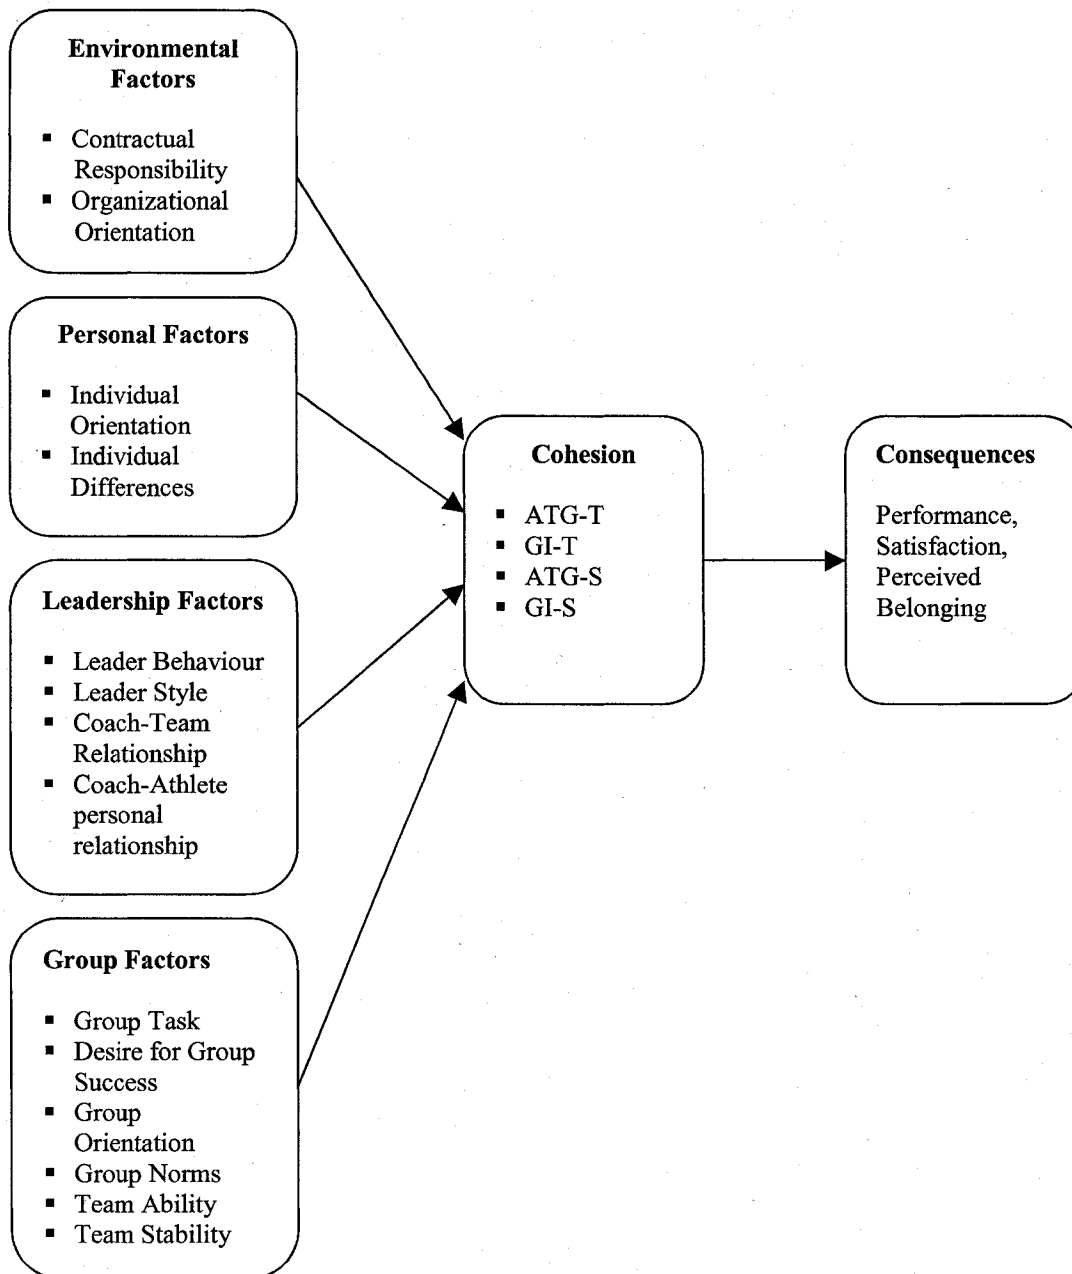 Environmental
Factors
▪ Contractual
Responsibility
▪ Organizational
Orientation
Personal Factors
▪ Individual
Orientation
▪ Individual
Differences
Leadership Factors
▪ Leader Behaviour
▪ Leader Style
▪ Coach-Team
Relationship
▪ Coach-Athlete
personal
relationship
Group Factors
▪ Group Task
▪ Desire for Group
Success
▪ Group
Orientation
▪ Group Norms
▪ Team Ability
▪ Team Stability
Cohesion
▪ ATG-T
▪ GI-T
▪ ATG-S
▪ GI-S
Consequences
Performance,
Satisfaction,
Perceived
Belonging